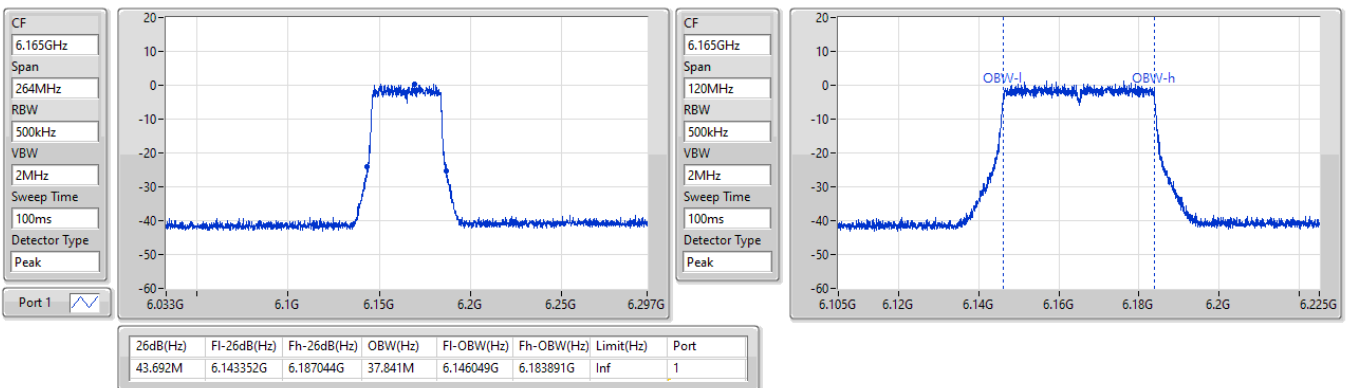 CF
6.165GHz
Span
264MHz
RBW
500kHz
VBW
2MHz
Sweep Time
100ms
Detector Type
Peak
Port 1
20
10
0
-10
-20
-30
-40
-50
-60
6.033G 6.1G 6.15G 6.2G 6.25G 6.297G
CF
6.165GHz
Span
120MHz
RBW
500kHz
VBW
2MHz
Sweep Time
100ms
Detector Type
Peak
20
10
0
-10
-20
-30
-40
-50
-60
OBW-l OBW-h
6.105G 6.12G 6.14G 6.16G 6.18G 6.2G 6.225G
26dB(Hz) Fl-26dB(Hz) Fh-26dB(Hz) OBW(Hz) Fl-OBW(Hz) Fh-OBW(Hz) Limit(Hz) Port
43.692M 6.143352G 6.187044G 37.841M 6.146049G 6.183891G Inf 1